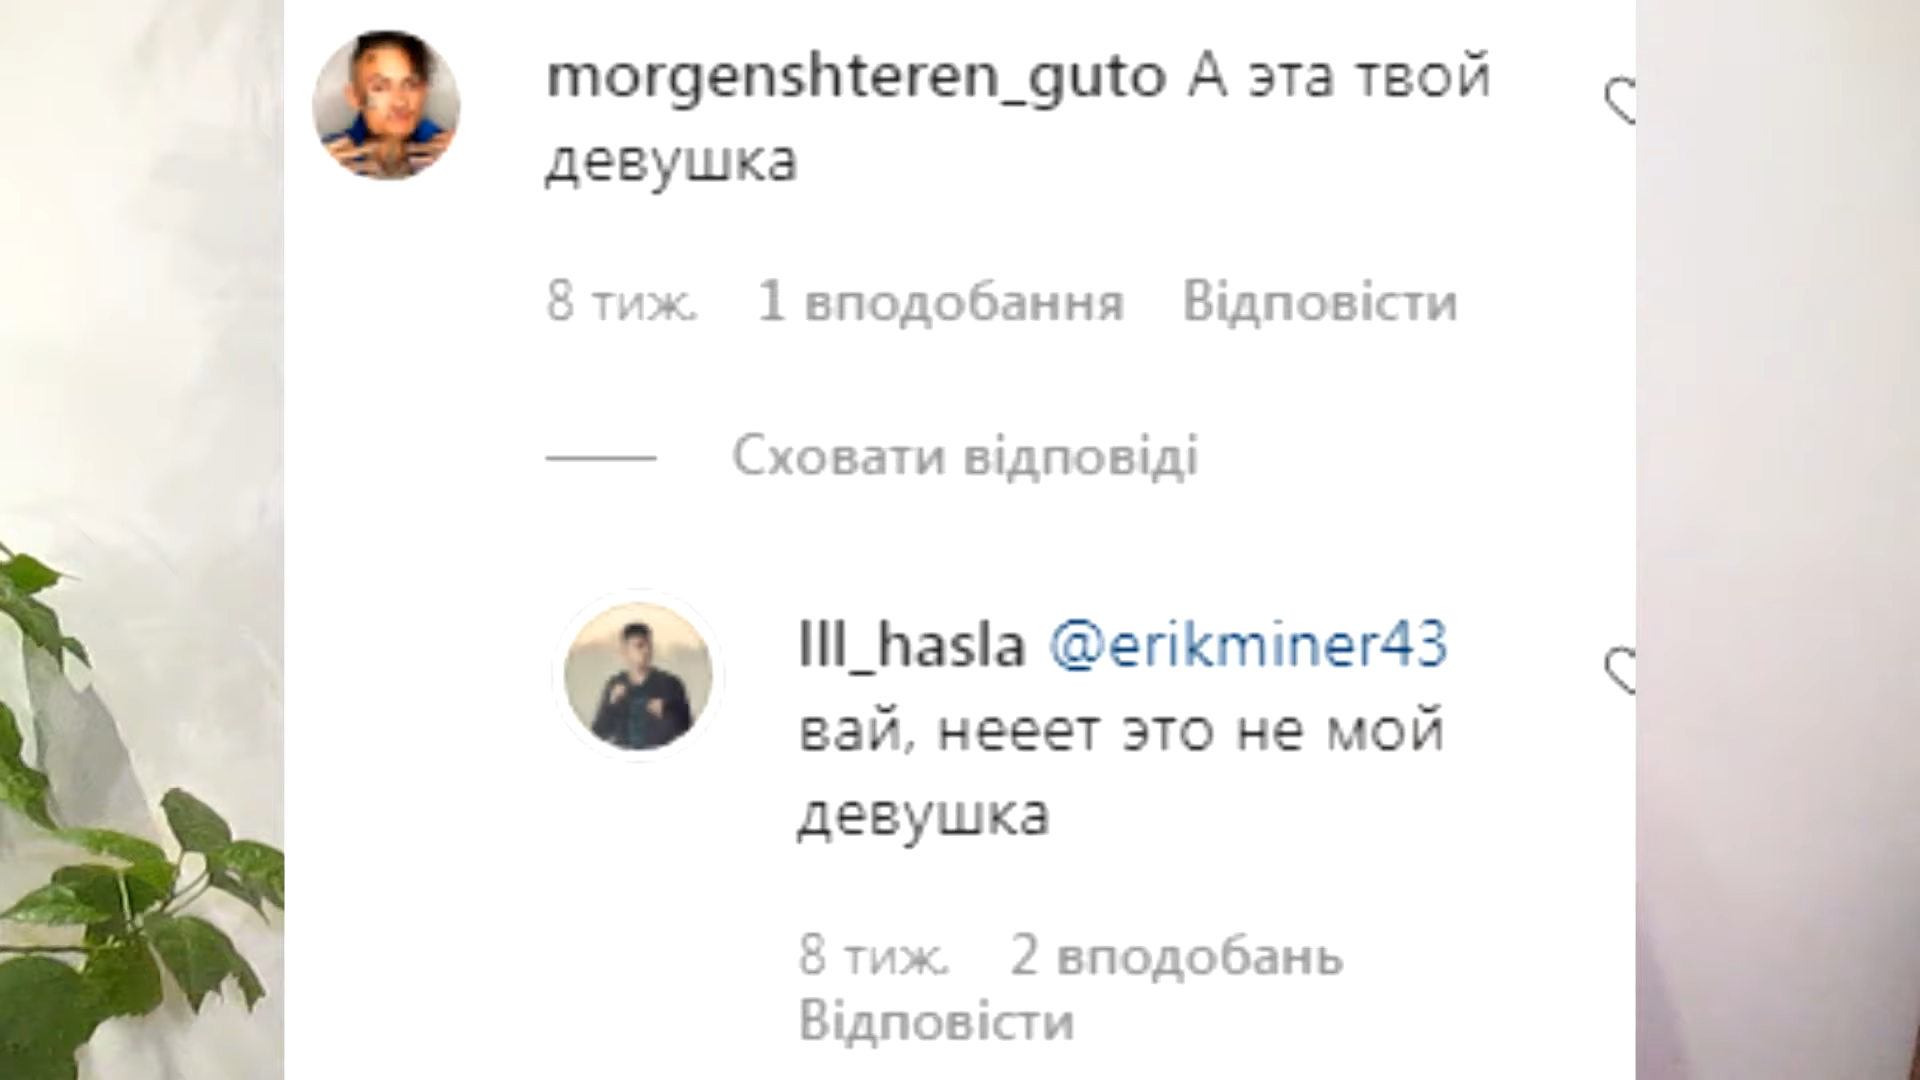 morgenshteren_guto А эта твой
девушка
8 тиж. 1 вподобання Відповісти
Сховати відповіді
lll_hasla @erikminer43
вай, нееет это не мой
девушка
8 тиж. 2 вподобань
Відповісти